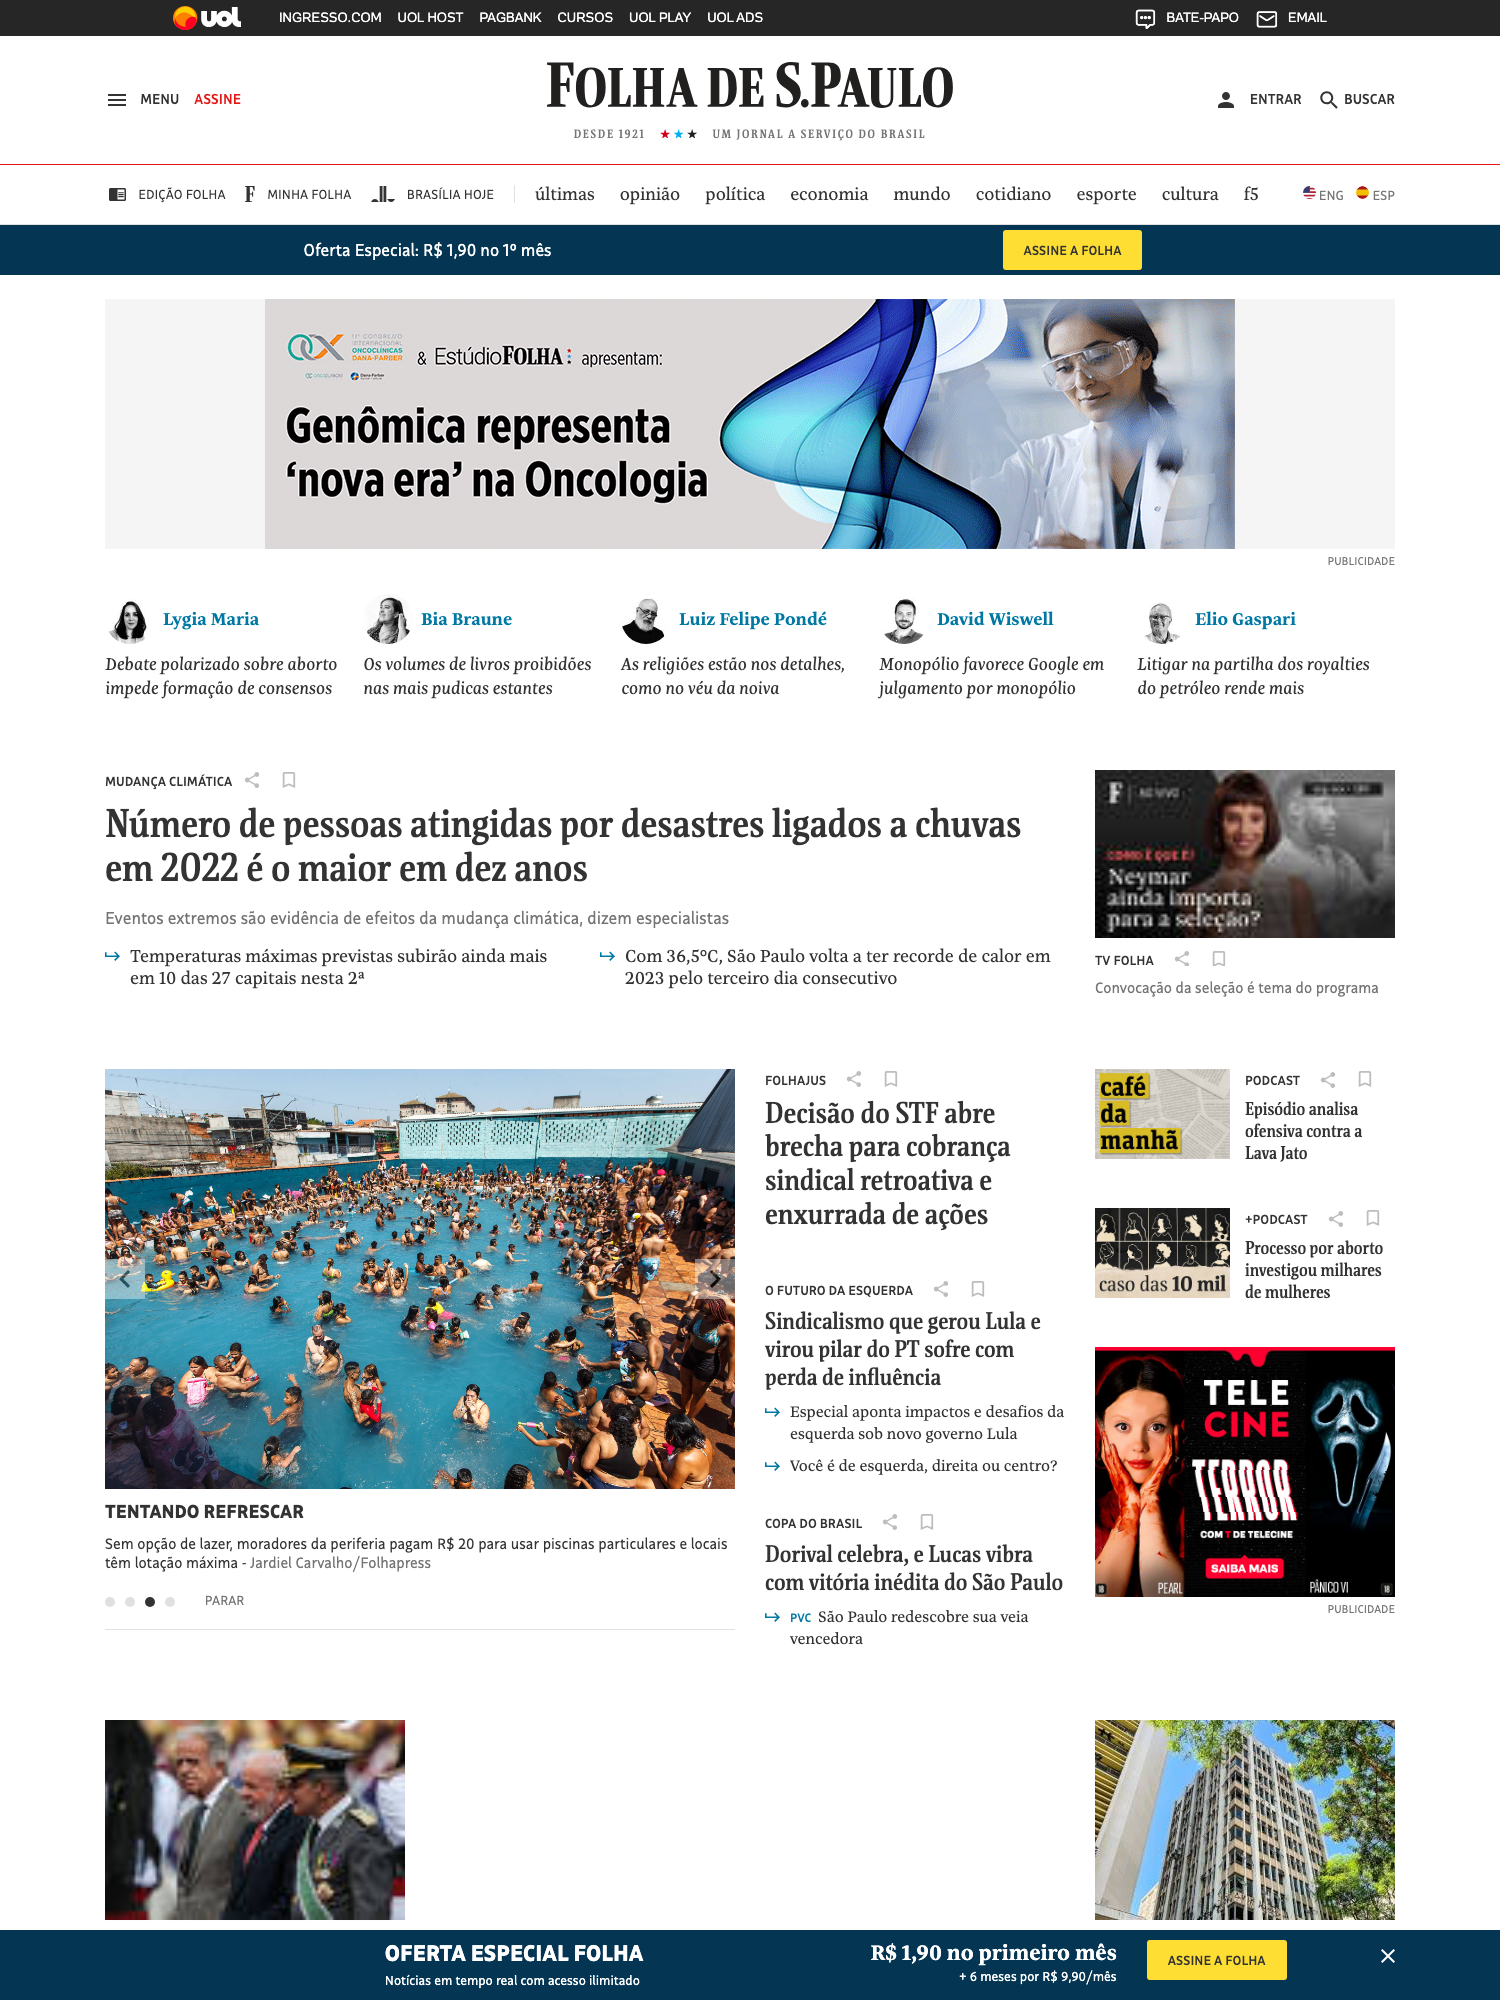 uol INGRESSO.COM UOL HOST PAGBANK CURSOS UOL PLAY UOL ADS BATE-PAPO EMAIL
MENU ASSINE FOLHA DE S.PAULO ENTRAR BUSCAR
DESDE 1921 ★★★ UM JORNAL A SERVIÇO DO BRASIL
EDIÇÃO FOLHA F MINHA FOLHA BRASÍLIA HOJE últimas opinião política economia mundo cotidiano esporte cultura f5 ENG ESP
Oferta Especial: R$ 1,90 no 1º mês ASSINE A FOLHA
11º CONGRESSO
INTERNACIONAL
ONCOCLÍNICAS
DANA-FARBER
& EstúdioFOLHA: apresentam:
Genômica representa
‘nova era’ na Oncologia
PUBLICIDADE
Lygia Maria
Debate polarizado sobre aborto
impede formação de consensos
Bia Braune
Os volumes de livros proibidões
nas mais pudicas estantes
Luiz Felipe Pondé
As religiões estão nos detalhes,
como no véu da noiva
David Wiswell
Monopólio favorece Google em
julgamento por monopólio
Elio Gaspari
Litigar na partilha dos royalties
do petróleo rende mais
MUDANÇA CLIMÁTICA
Número de pessoas atingidas por desastres ligados a chuvas
em 2022 é o maior em dez anos
Eventos extremos são evidência de efeitos da mudança climática, dizem especialistas
Temperaturas máximas previstas subirão ainda mais
em 10 das 27 capitais nesta 2ª
Com 36,5ºC, São Paulo volta a ter recorde de calor em
2023 pelo terceiro dia consecutivo
F AO VIVO
COMO É QUE É?
Neymar
ainda importa
para a seleção?
TV FOLHA
Convocação da seleção é tema do programa
TENTANDO REFRESCAR
Sem opção de lazer, moradores da periferia pagam R$ 20 para usar piscinas particulares e locais
têm lotação máxima - Jardiel Carvalho/Folhapress
PARAR
FOLHAJUS
Decisão do STF abre
brecha para cobrança
sindical retroativa e
enxurrada de ações
O FUTURO DA ESQUERDA
Sindicalismo que gerou Lula e
virou pilar do PT sofre com
perda de influência
Especial aponta impactos e desafios da
esquerda sob novo governo Lula
Você é de esquerda, direita ou centro?
COPA DO BRASIL
Dorival celebra, e Lucas vibra
com vitória inédita do São Paulo
PVC São Paulo redescobre sua veia
vencedora
café
da
manhã
PODCAST
Episódio analisa
ofensiva contra a
Lava Jato
caso das 10 mil
+PODCAST
Processo por aborto
investigou milhares
de mulheres
TELE
CINE
TERROR
COM T DE TELECINE
SAIBA MAIS
18 PEARL PÂNICO VI 18
PUBLICIDADE
OFERTA ESPECIAL FOLHA
Notícias em tempo real com acesso ilimitado
R$ 1,90 no primeiro mês
+ 6 meses por R$ 9,90/mês
ASSINE A FOLHA